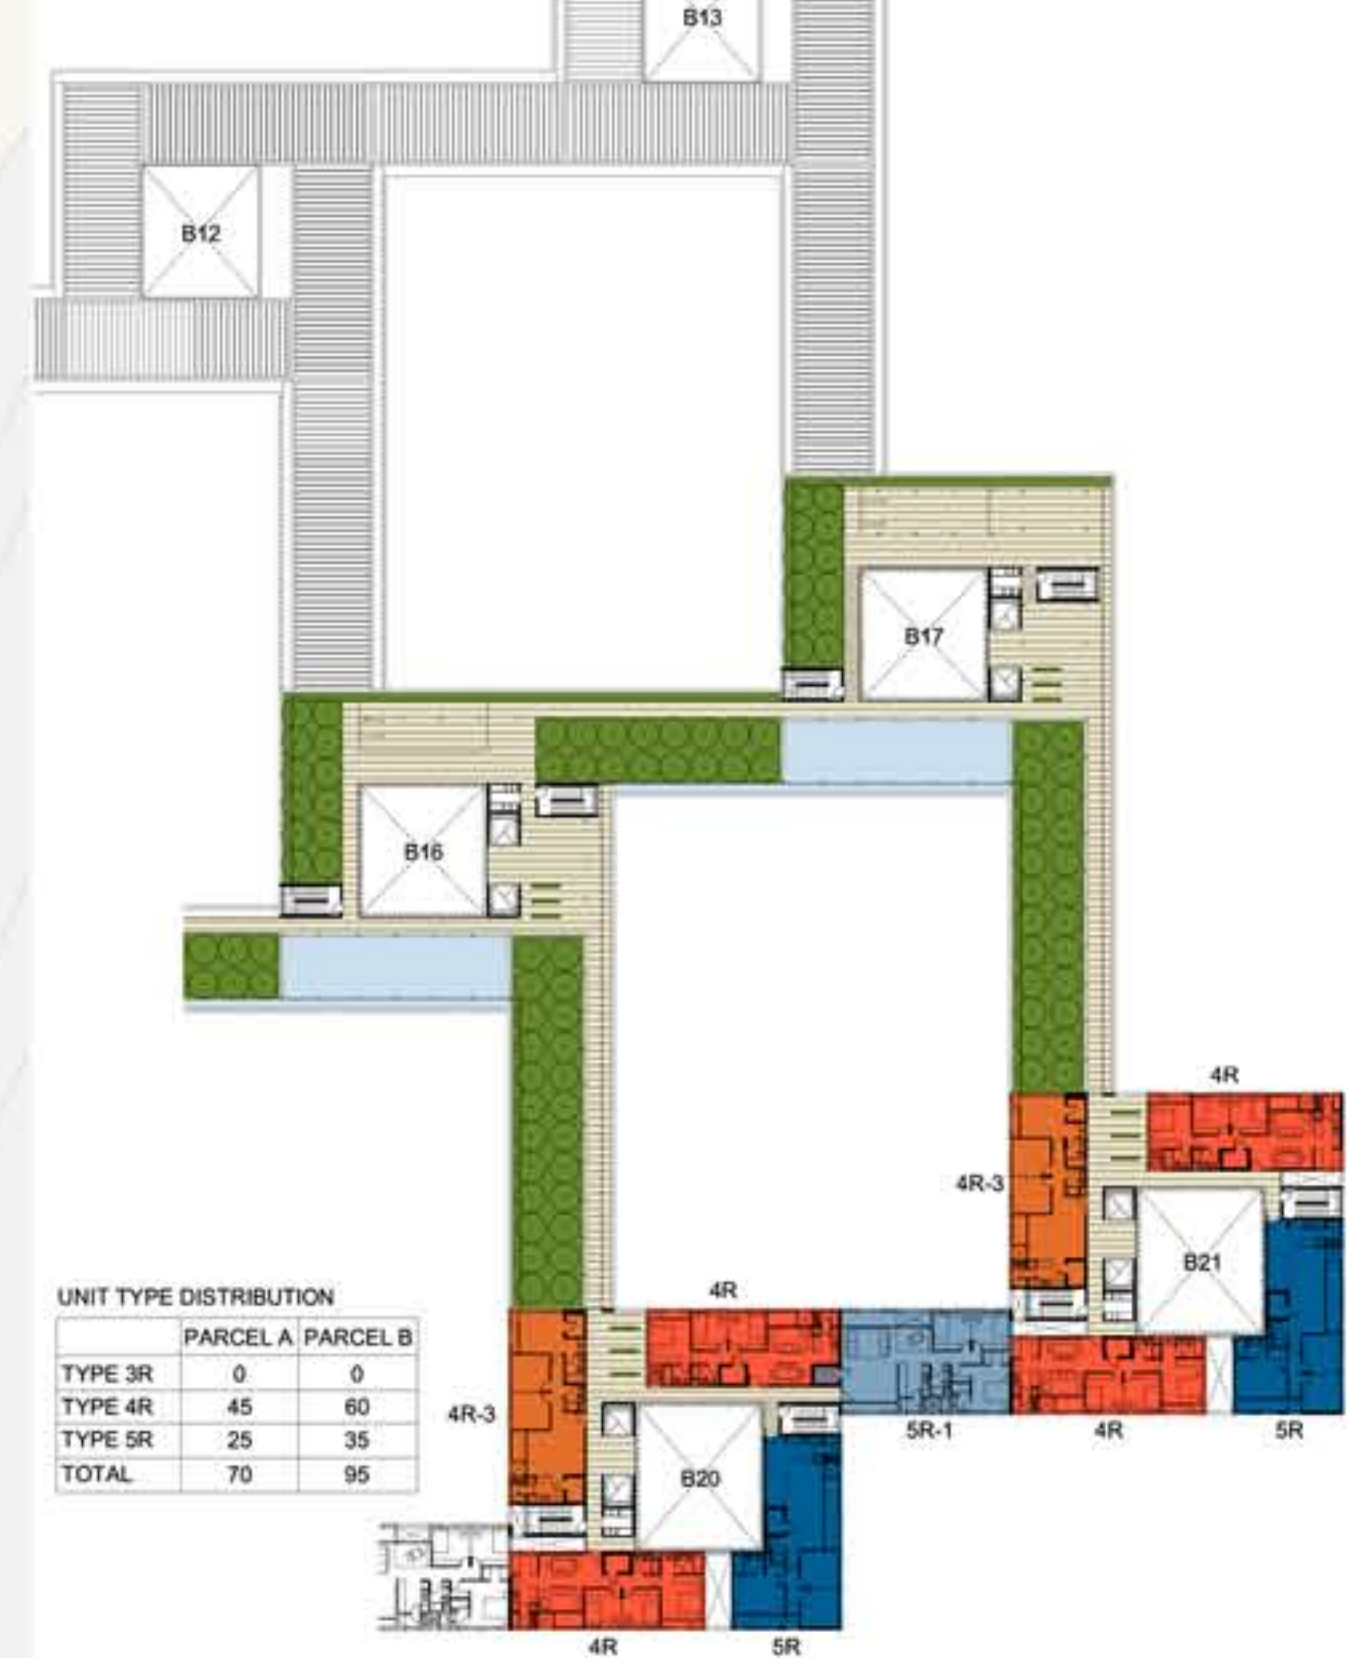 B13
B12
B17
B16
4R
4R-3
B21
UNIT TYPE DISTRIBUTION
PARCEL A PARCEL B
TYPE 3R 0 0
TYPE 4R 45 60
TYPE 5R 25 35
TOTAL 70 95
4R
4R-3
5R-1
4R
5R
B20
4R
5R